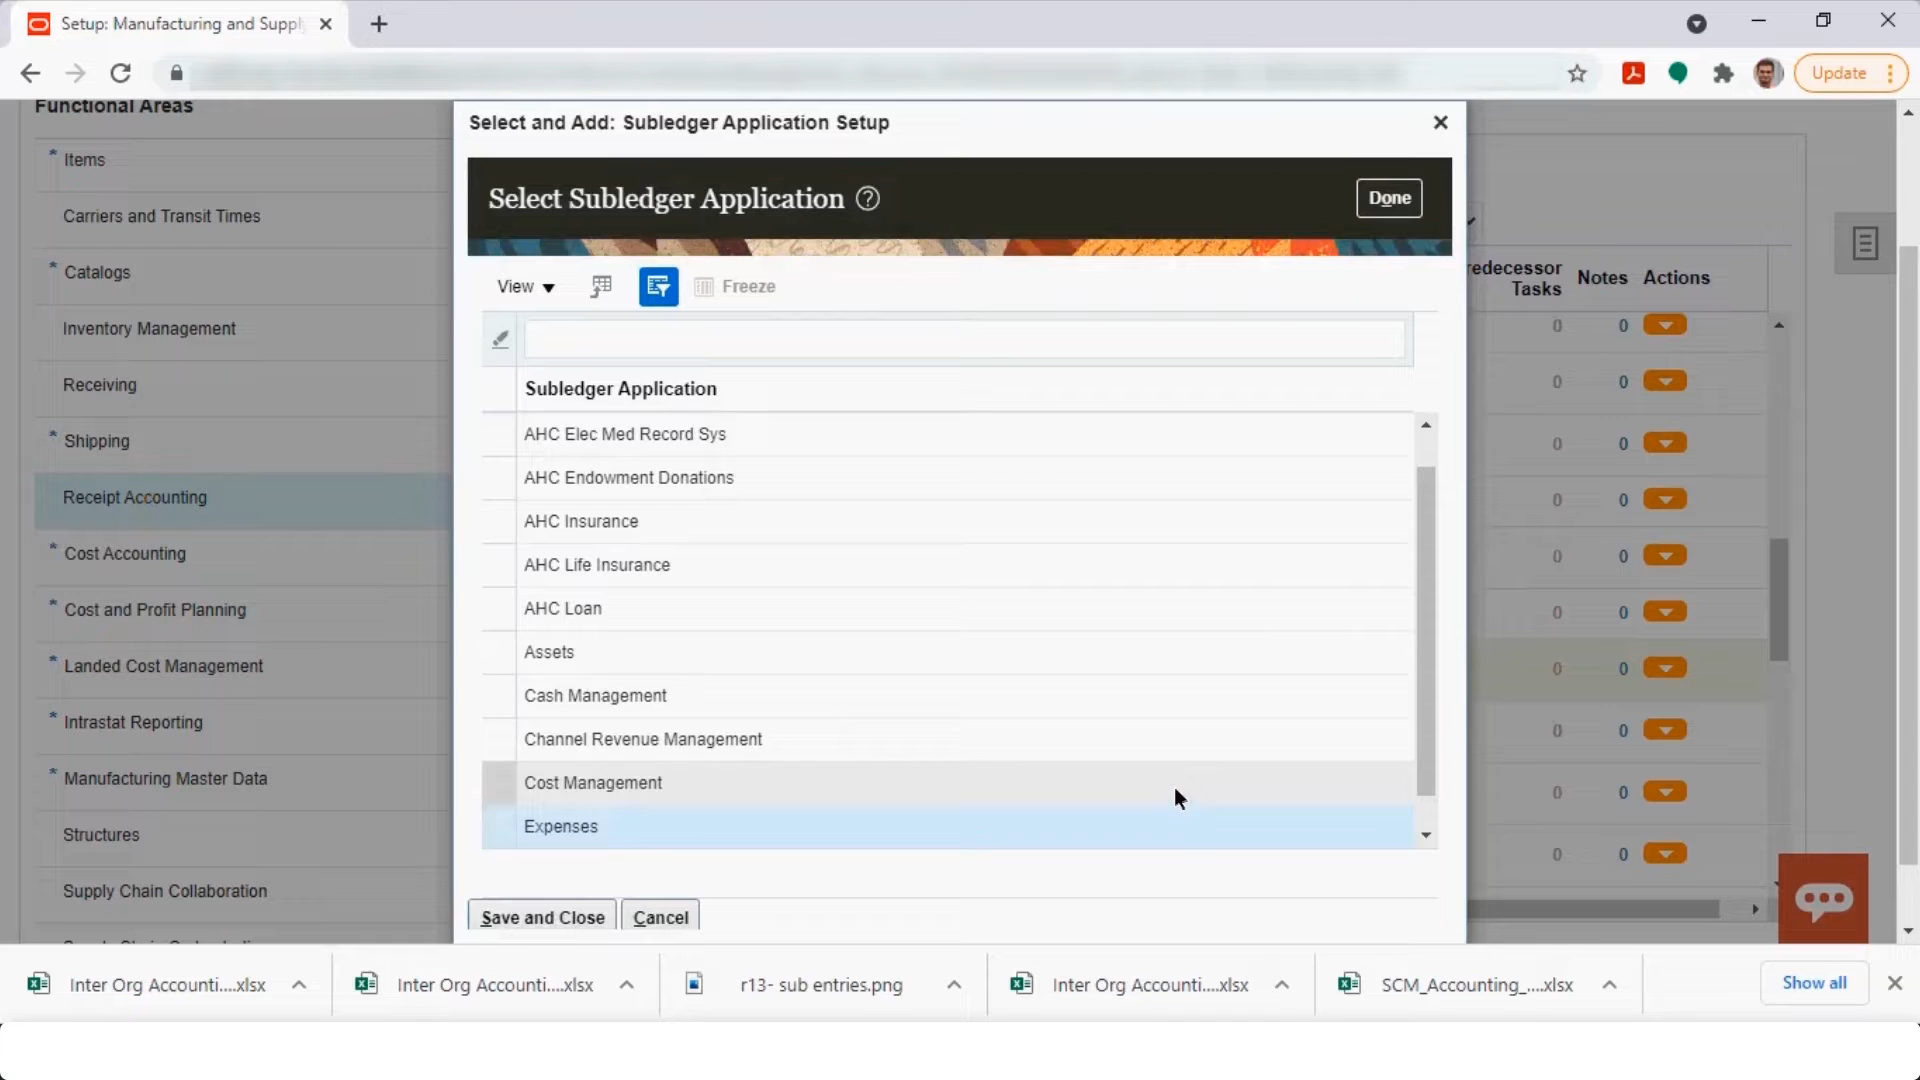 Setup: Manufacturing and Suppl
Update
Functional Areas
* Items
Carriers and Transit Times
* Catalogs
Inventory Management
Receiving
* Shipping
Receipt Accounting
* Cost Accounting
* Cost and Profit Planning
* Landed Cost Management
* Intrastat Reporting
* Manufacturing Master Data
Structures
Supply Chain Collaboration
Select and Add: Subledger Application Setup
Select Subledger Application
Done
View
Freeze
Subledger Application
AHC Elec Med Record Sys
AHC Endowment Donations
AHC Insurance
AHC Life Insurance
AHC Loan
Assets
Cash Management
Channel Revenue Management
Cost Management
Expenses
Save and Close Cancel
redecessor
Tasks
Notes Actions
0 0
0 0
0 0
0 0
0 0
0 0
0 0
0 0
0 0
0 0
Inter Org Accounti....xlsx
Inter Org Accounti....xlsx
r13- sub entries.png
Inter Org Accounti....xlsx
SCM_Accounting_....xlsx
Show all